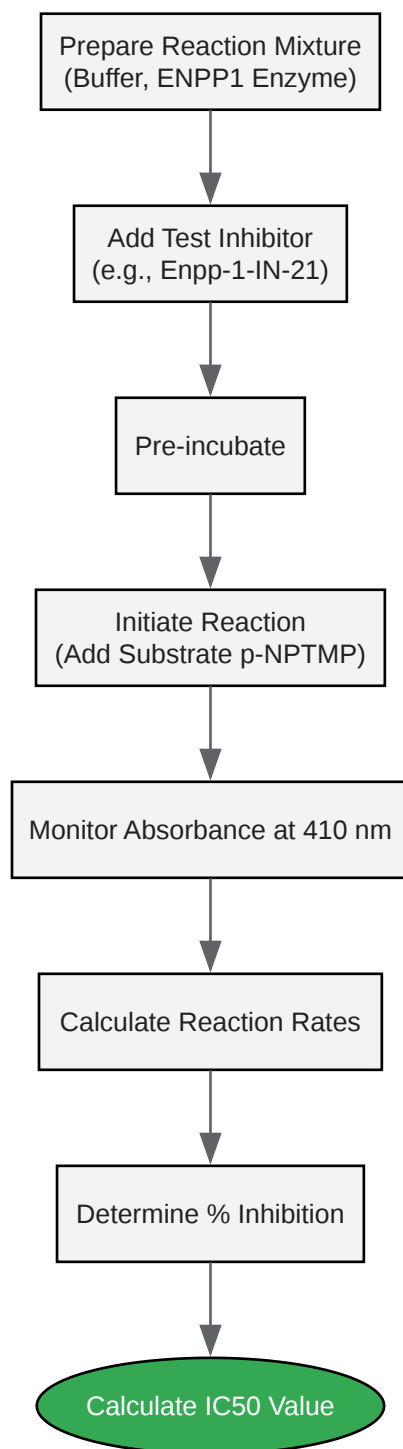 Prepare Reaction Mixture
(Buffer, ENPP1 Enzyme)
Add Test Inhibitor
(e.g., Enpp-1-IN-21)
Pre-incubate
Initiate Reaction
(Add Substrate p-NPTMP)
Monitor Absorbance at 410 nm
Calculate Reaction Rates
Determine % Inhibition
Calculate IC50 Value